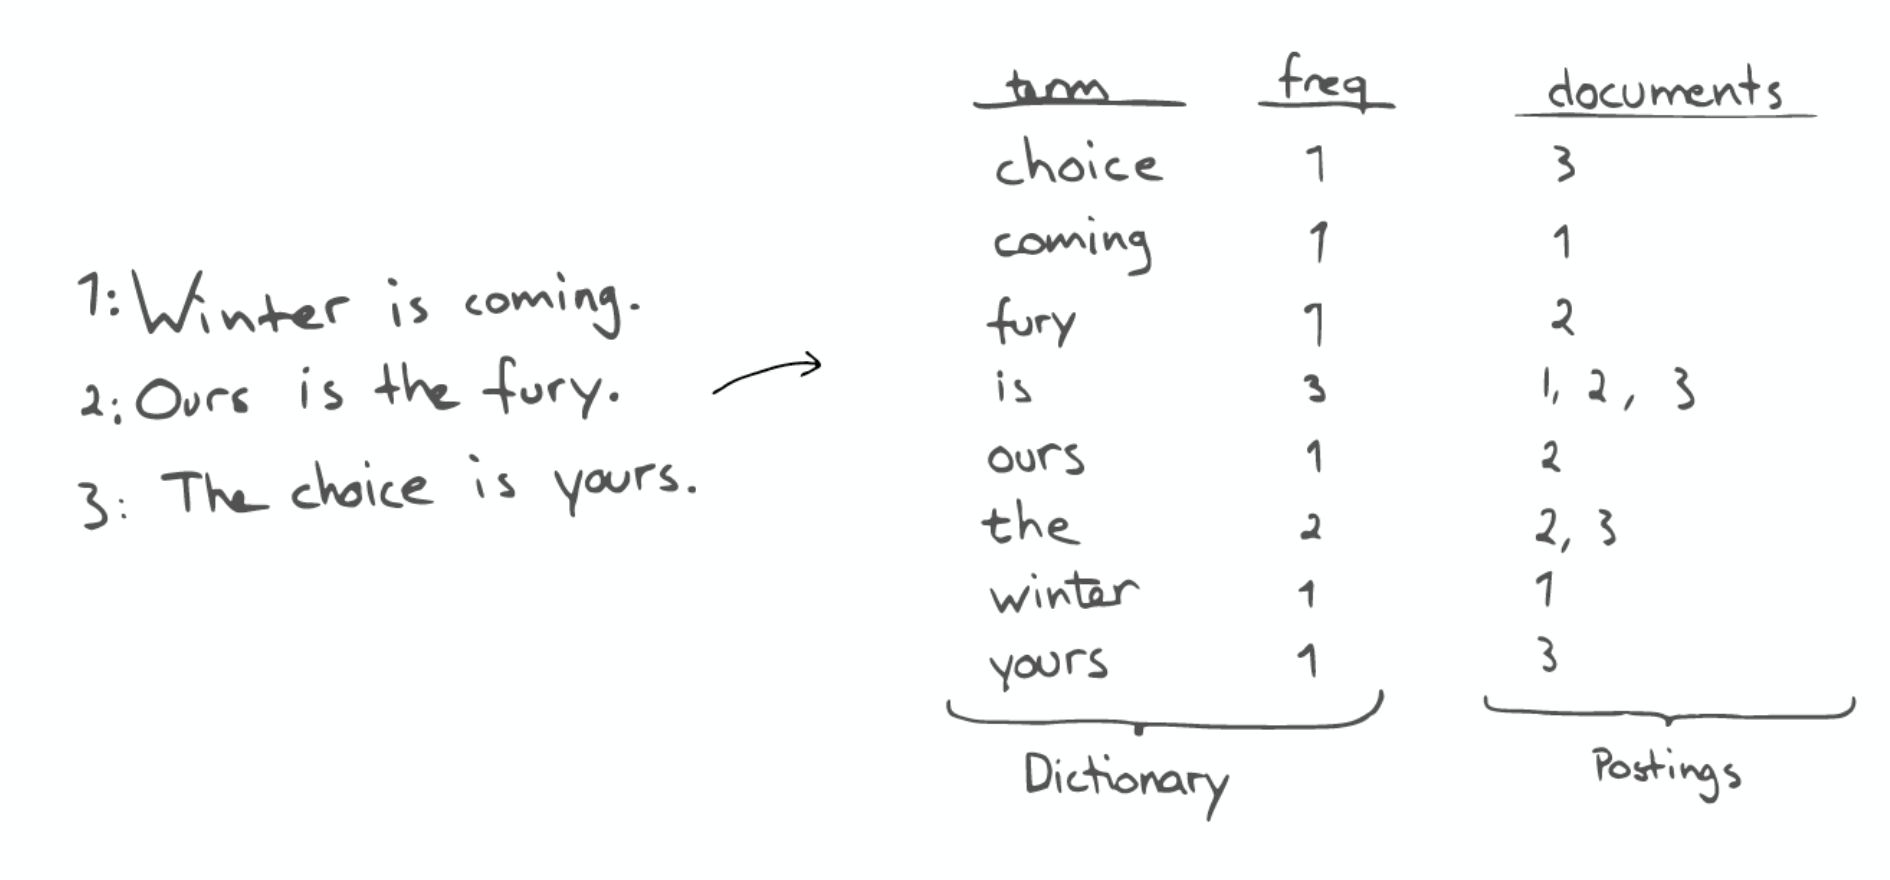 1: Winter is coming.
2: Ours is the fury.
3: The choice is yours.
term freq documents
choice 1 3
coming 1 1
fury 1 2
is 3 1, 2, 3
ours 1 2
the 2 2, 3
winter 1 1
yours 1 3
Dictionary Postings